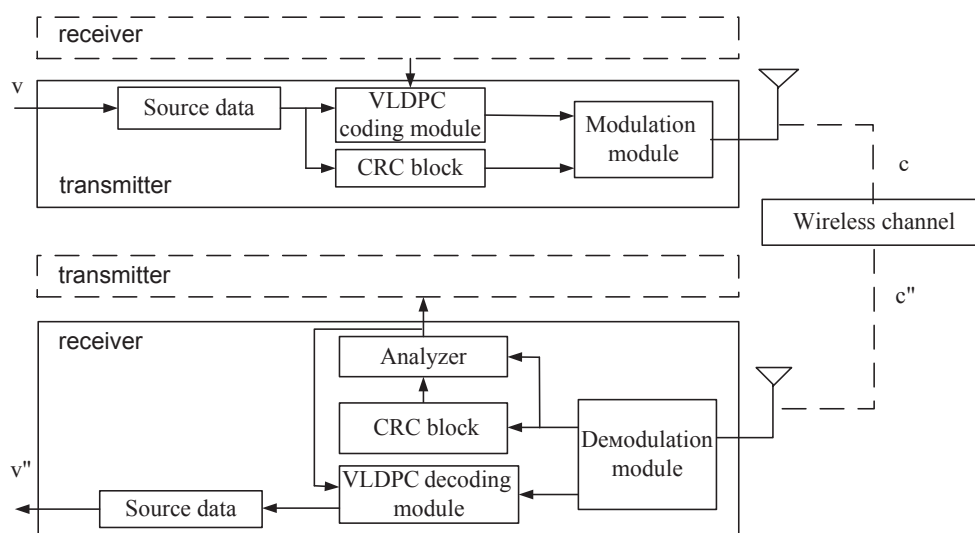 receiver
v
Source data
VLDPC
coding module
CRC block
Modulation
module
transmitter
c
Wireless channel
c"
transmitter
receiver
Analyzer
CRC block
Deмodulation
module
v"
VLDPC decoding
module
Source data